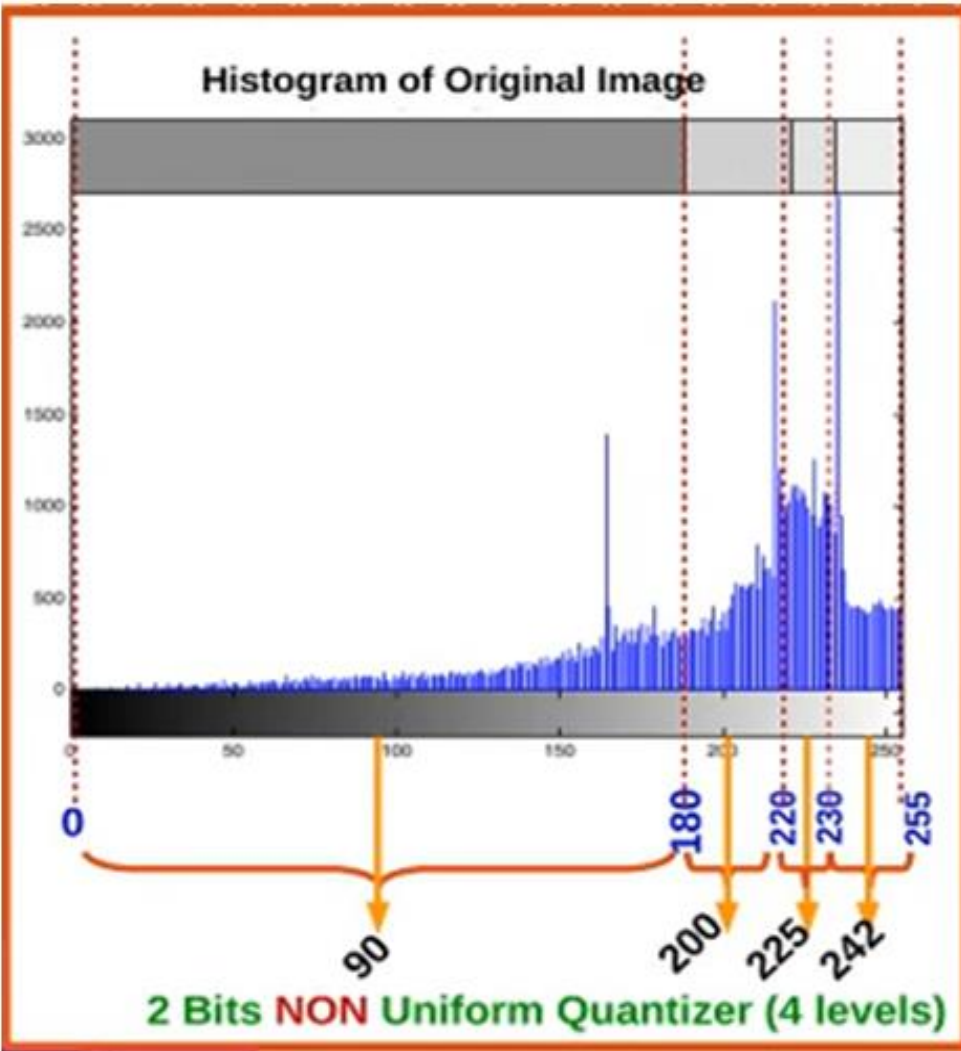 Histogram of Original Image
3000
2500
2000
1500
1000
500
0
0 50 100 150 200 250
0 180 220 230 255
90 200 225 242
2 Bits NON Uniform Quantizer (4 levels)